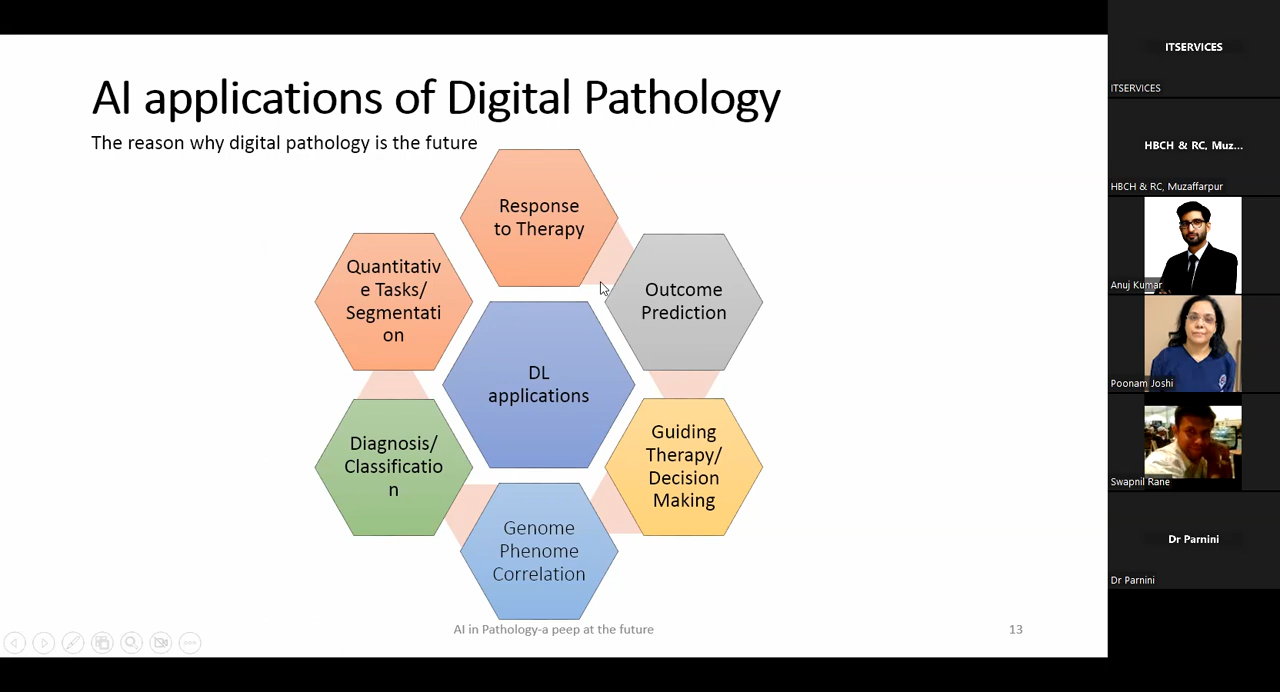 AI applications of Digital Pathology
The reason why digital pathology is the future
Response
to Therapy
Outcome
Prediction
Guiding
Therapy/
Decision
Making
Genome
Phenome
Correlation
Diagnosis/
Classificatio
n
Quantitativ
e Tasks/
Segmentati
on
DL
applications
AI in Pathology-a peep at the future
13
ITSERVICES
ITSERVICES
HBCH & RC, Muz...
HBCH & RC, Muzaffarpur
Anuj Kumar
Poonam Joshi
Swapnil Rane
Dr Parnini
Dr Parnini